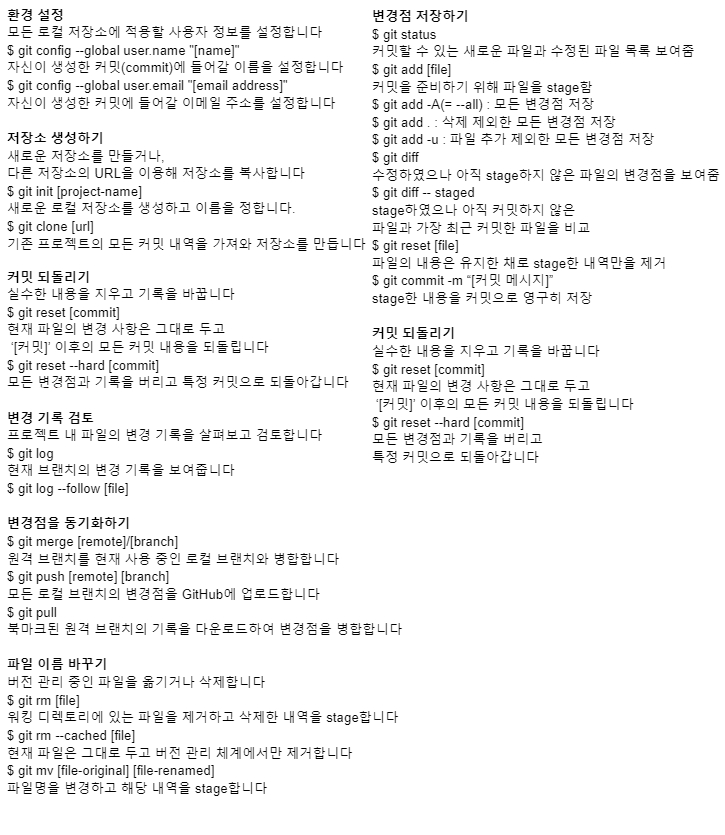 환경 설정
모든 로컬 저장소에 적용할 사용자 정보를 설정합니다
$ git config --global user.name "[name]"
자신이 생성한 커밋(commit)에 들어갈 이름을 설정합니다
$ git config --global user.email "[email address]"
자신이 생성한 커밋에 들어갈 이메일 주소를 설정합니다
저장소 생성하기
새로운 저장소를 만들거나,
다른 저장소의 URL을 이용해 저장소를 복사합니다
$ git init [project-name]
새로운 로컬 저장소를 생성하고 이름을 정합니다.
$ git clone [url]
기존 프로젝트의 모든 커밋 내역을 가져와 저장소를 만듭니다
커밋 되돌리기
실수한 내용을 지우고 기록을 바꿉니다
$ git reset [commit]
현재 파일의 변경 사항은 그대로 두고
‘[커밋]’ 이후의 모든 커밋 내용을 되돌립니다
$ git reset --hard [commit]
모든 변경점과 기록을 버리고 특정 커밋으로 되돌아갑니다
변경 기록 검토
프로젝트 내 파일의 변경 기록을 살펴보고 검토합니다
$ git log
현재 브랜치의 변경 기록을 보여줍니다
$ git log --follow [file]
변경점을 동기화하기
$ git merge [remote]/[branch]
원격 브랜치를 현재 사용 중인 로컬 브랜치와 병합합니다
$ git push [remote] [branch]
모든 로컬 브랜치의 변경점을 GitHub에 업로드합니다
$ git pull
북마크된 원격 브랜치의 기록을 다운로드하여 변경점을 병합합니다
파일 이름 바꾸기
버전 관리 중인 파일을 옮기거나 삭제합니다
$ git rm [file]
워킹 디렉토리에 있는 파일을 제거하고 삭제한 내역을 stage합니다
$ git rm --cached [file]
현재 파일은 그대로 두고 버전 관리 체계에서만 제거합니다
$ git mv [file-original] [file-renamed]
파일명을 변경하고 해당 내역을 stage합니다
변경점 저장하기
$ git status
커밋할 수 있는 새로운 파일과 수정된 파일 목록 보여줌
$ git add [file]
커밋을 준비하기 위해 파일을 stage함
$ git add -A(= --all) : 모든 변경점 저장
$ git add . : 삭제 제외한 모든 변경점 저장
$ git add -u : 파일 추가 제외한 모든 변경점 저장
$ git diff
수정하였으나 아직 stage하지 않은 파일의 변경점을 보여줌
$ git diff -- staged
stage하였으나 아직 커밋하지 않은
파일과 가장 최근 커밋한 파일을 비교
$ git reset [file]
파일의 내용은 유지한 채로 stage한 내역만을 제거
$ git commit -m “[커밋 메시지]”
stage한 내용을 커밋으로 영구히 저장
커밋 되돌리기
실수한 내용을 지우고 기록을 바꿉니다
$ git reset [commit]
현재 파일의 변경 사항은 그대로 두고
‘[커밋]’ 이후의 모든 커밋 내용을 되돌립니다
$ git reset --hard [commit]
모든 변경점과 기록을 버리고
특정 커밋으로 되돌아갑니다